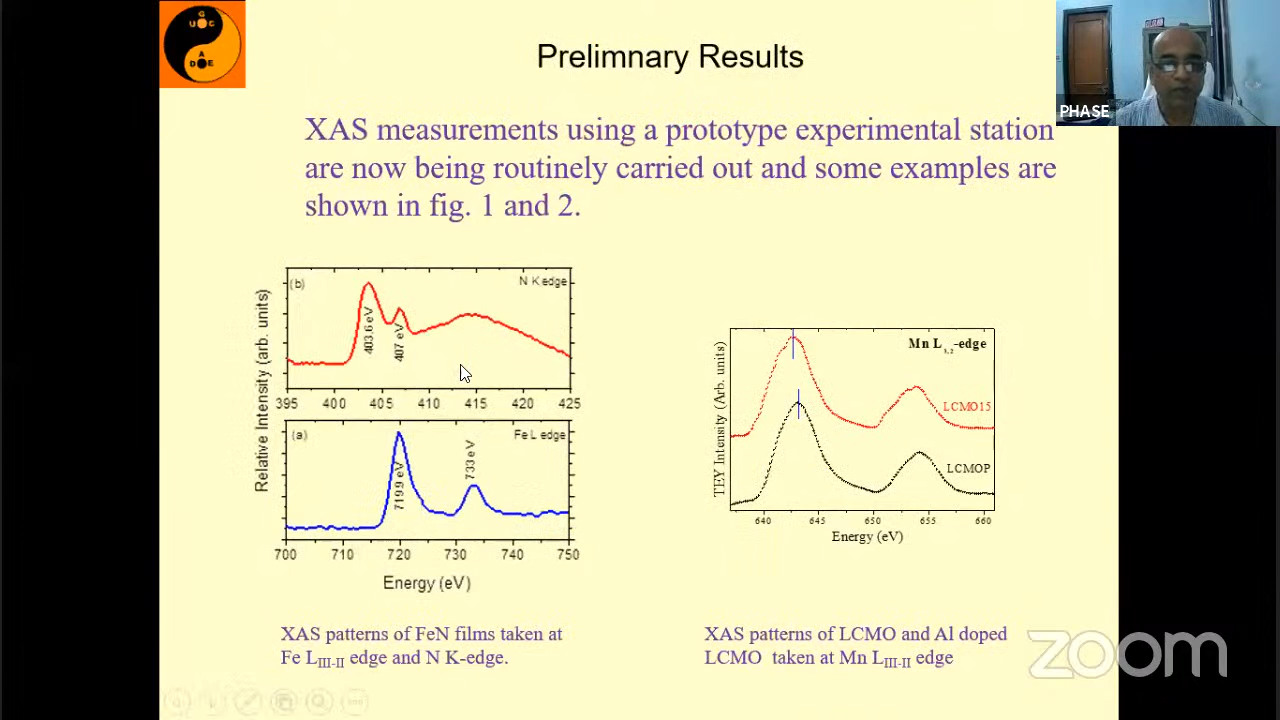 U G C
A
D E
Prelimnary Results
PHASE
XAS measurements using a prototype experimental station
are now being routinely carried out and some examples are
shown in fig. 1 and 2.
Relative Intensity (arb. units)
(b)
N K edge
403.6 eV
407 eV
395 400 405 410 415 420 425
(a)
Fe L edge
719.9 eV
733 eV
700 710 720 730 740 750
Energy (eV)
TEY Intensity (Arb. units)
Mn L3,2-edge
LCMO15
LCMOP
640 645 650 655 660
Energy (eV)
XAS patterns of FeN films taken at
Fe LIII-II edge and N K-edge.
XAS patterns of LCMO and Al doped
LCMO taken at Mn LIII-II edge
zoom